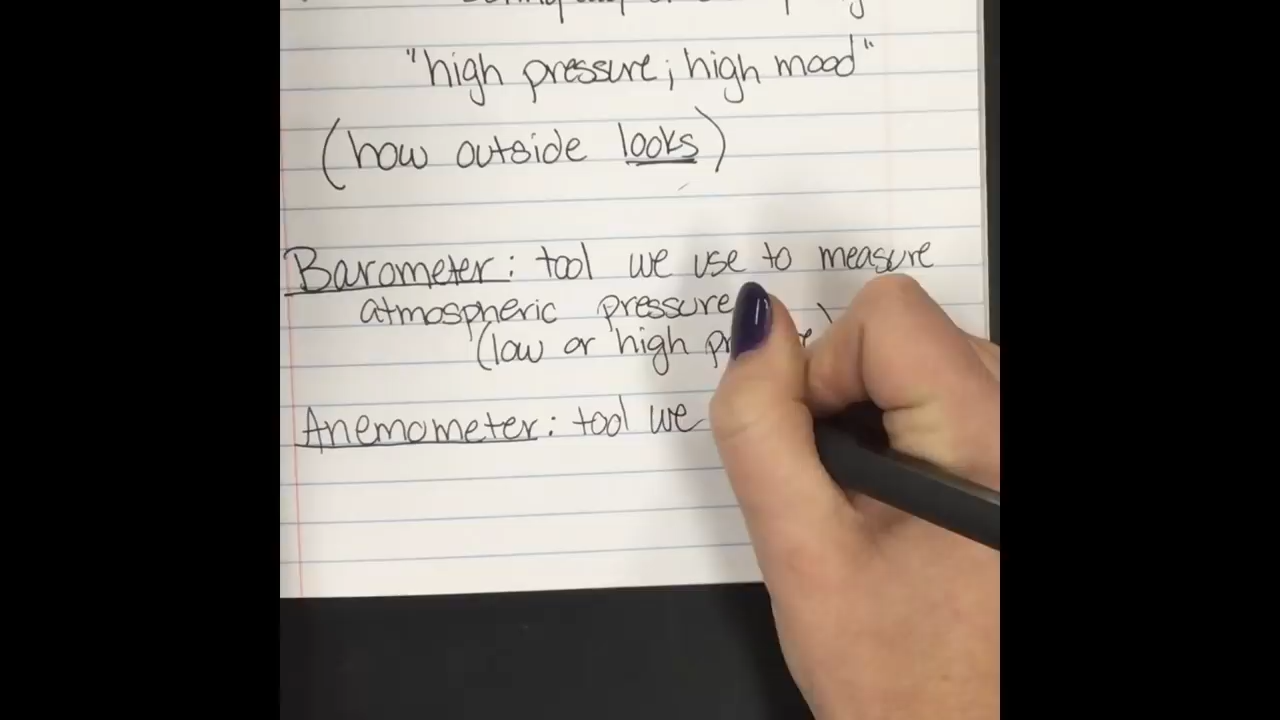 "high pressure; high mood"
(how outside looks)
Barometer: tool we use to measure
atmospheric pressure
(low or high
Anemometer: tool we